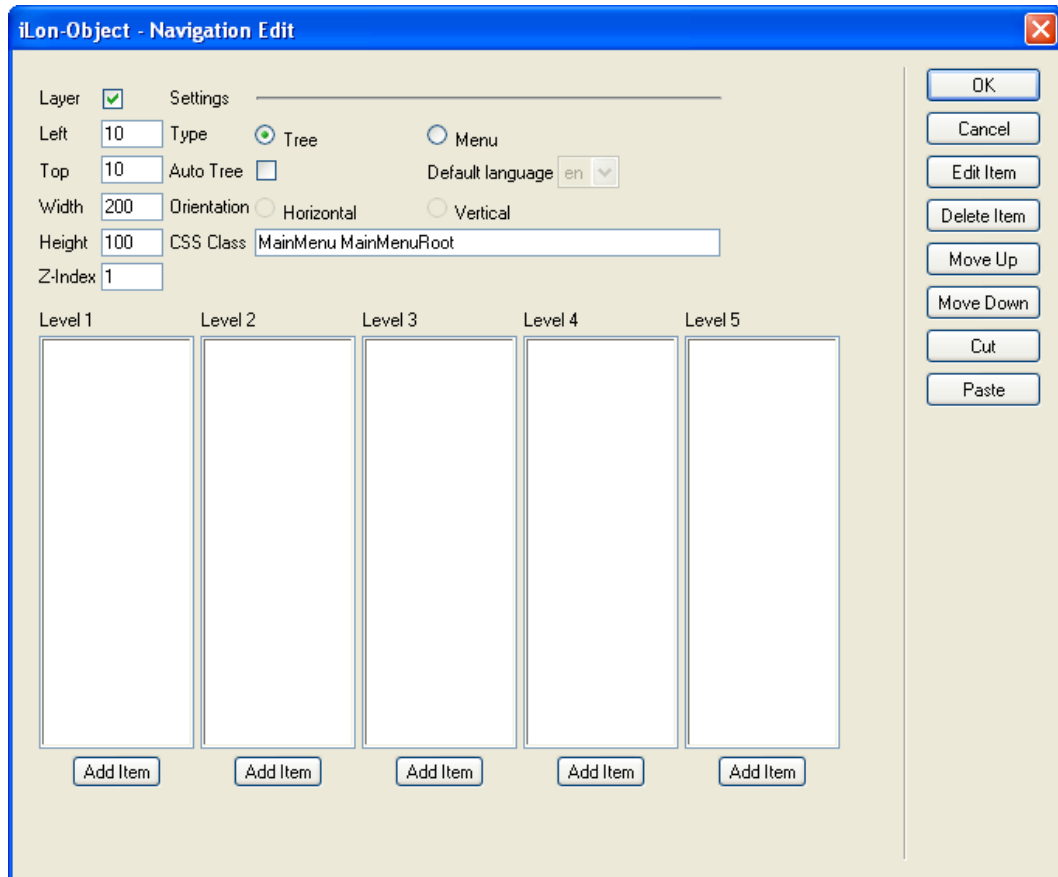 iLon-Object - Navigation Edit
Layer Settings
Left 10 Type Tree Menu
Top 10 Auto Tree Default language en
Width 200 Orientation Horizontal Vertical
Height 100 CSS Class MainMenu MainMenuRoot
Z-Index 1
Level 1 Level 2 Level 3 Level 4 Level 5
Add Item Add Item Add Item Add Item Add Item
OK
Cancel
Edit Item
Delete Item
Move Up
Move Down
Cut
Paste